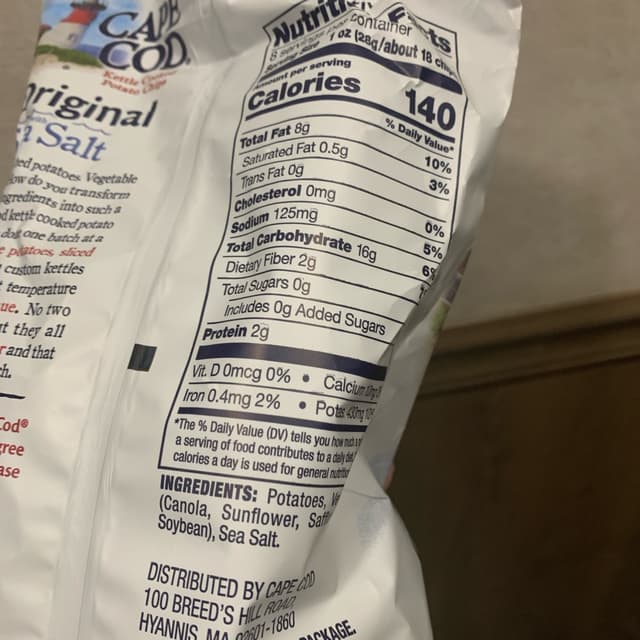 CAPE
COD
Kettle Cooked
Potato Chips
Original
Sea Salt
potatoes. Vegetable
do you transform
ingredients into such a
kettle cooked potato
one batch at a
sliced
custom kettles
temperature
No two
they all
and that
Cod®
Nutrition Facts
8 servings container
Serving Size 1 oz (28g/about 18
Amount per serving
Calories 140
% Daily Value*
Total Fat 8g 10%
Saturated Fat 0.5g 3%
Trans Fat 0g
Cholesterol 0mg 0%
Sodium 125mg 5%
Total Carbohydrate 16g 6%
Dietary Fiber 2g
Total Sugars 0g
Includes 0g Added Sugars
Protein 2g
Vit. D 0mcg 0% • Calcium
Iron 0.4mg 2% •
*The % Daily Value (DV) tells you how
a serving of food contributes to a daily
calories a day is used for general
INGREDIENTS: Potatoes,
(Canola, Sunflower,
Soybean), Sea Salt.
DISTRIBUTED BY CAPE COD
100 BREED'S HILL ROAD,
HYANNIS, MA 02601-1860
PACKAGE.